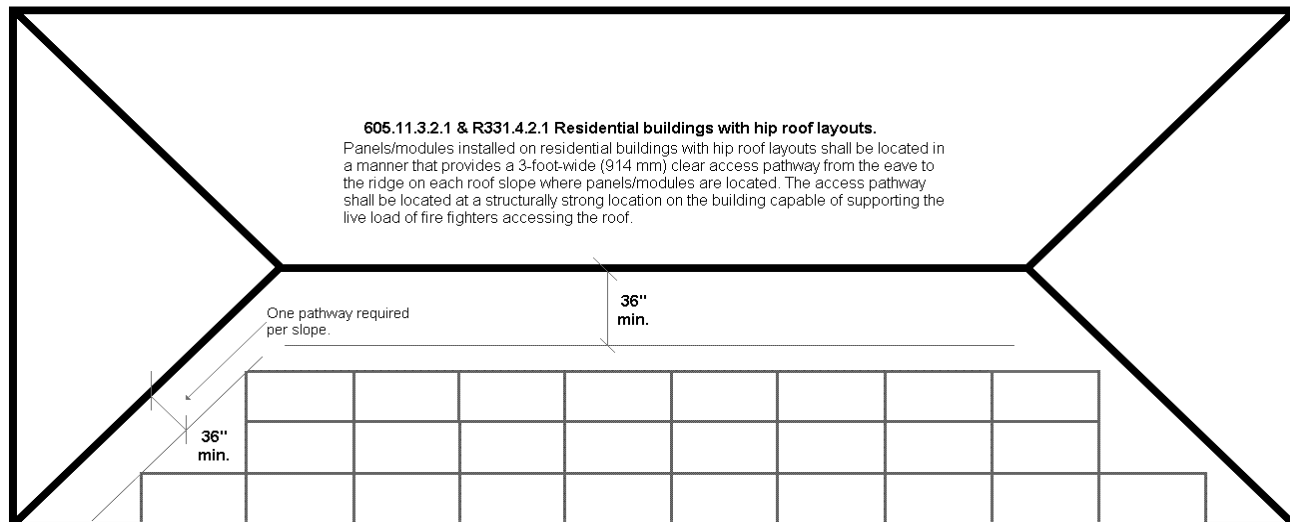 605.11.3.2.1 & R331.4.2.1 Residential buildings with hip roof layouts.
Panels/modules installed on residential buildings with hip roof layouts shall be located in
a manner that provides a 3-foot-wide (914 mm) clear access pathway from the eave to
the ridge on each roof slope where panels/modules are located. The access pathway
shall be located at a structurally strong location on the building capable of supporting the
live load of fire fighters accessing the roof.
36"
min.
One pathway required
per slope.
36"
min.